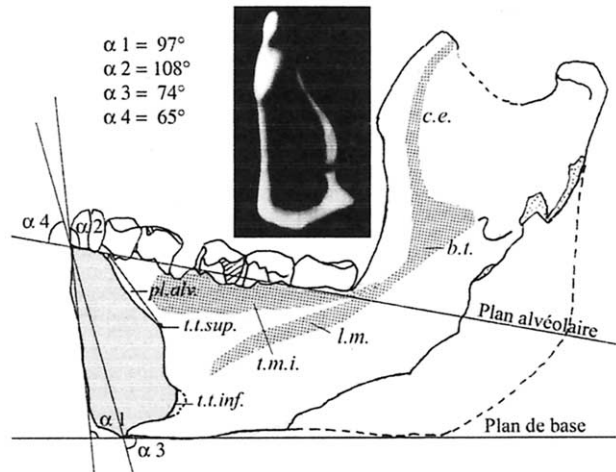 α 1 = 97°
α 2 = 108°
α 3 = 74°
α 4 = 65°
c.e.
α 4
α 2
b.t.
pl.alv.
Plan alvéolaire
t.t.sup.
l.m.
t.m.i.
t.t.inf.
α 1
Plan de base
α 3